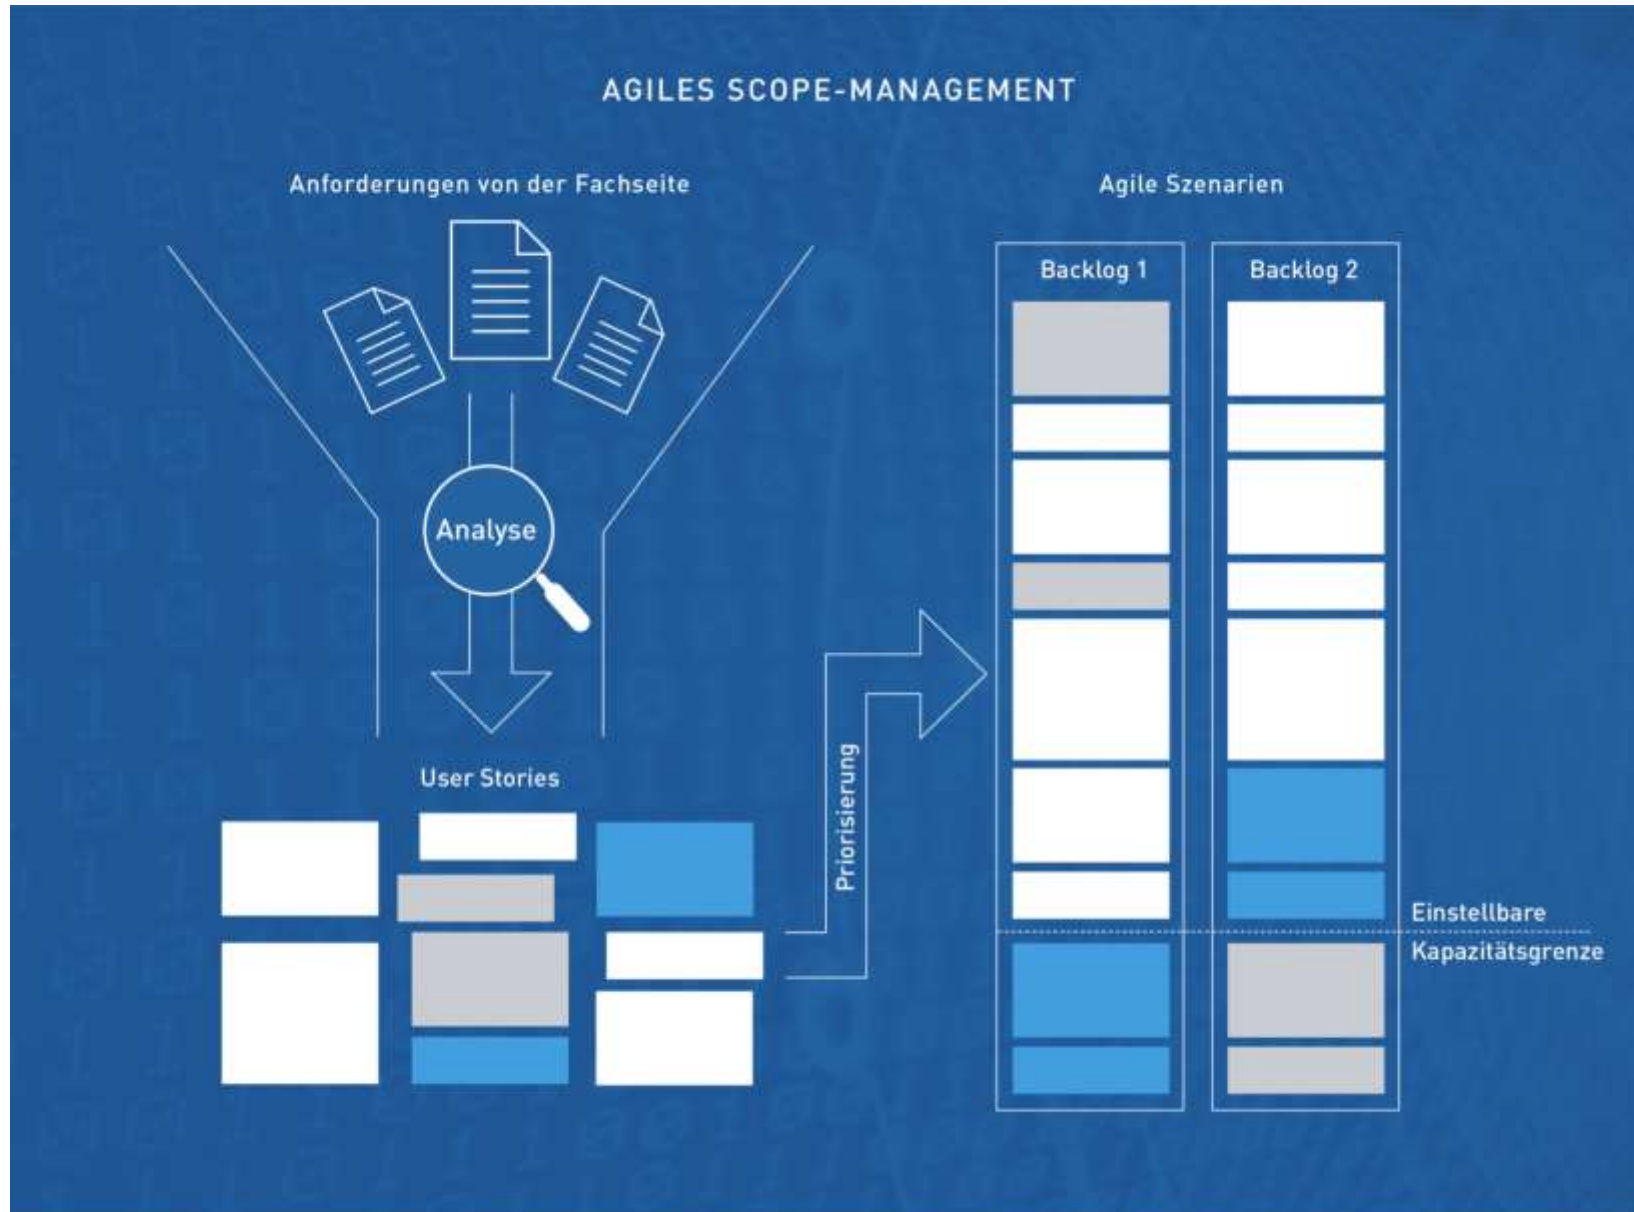 AGILES SCOPE-MANAGEMENT
Anforderungen von der Fachseite
Analyse
User Stories
Priorisierung
Agile Szenarien
Backlog 1
Backlog 2
Einstellbare
Kapazitätsgrenze